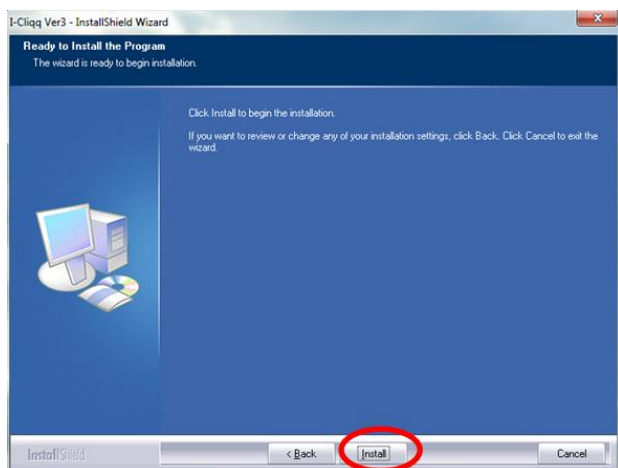 I-Cliqq Ver3 - InstallShield Wizard
Ready to Install the Program
The wizard is ready to begin installation.
Click Install to begin the installation.
If you want to review or change any of your installation settings, click Back. Click Cancel to exit the
wizard.
InstallShield
< Back
Install
Cancel